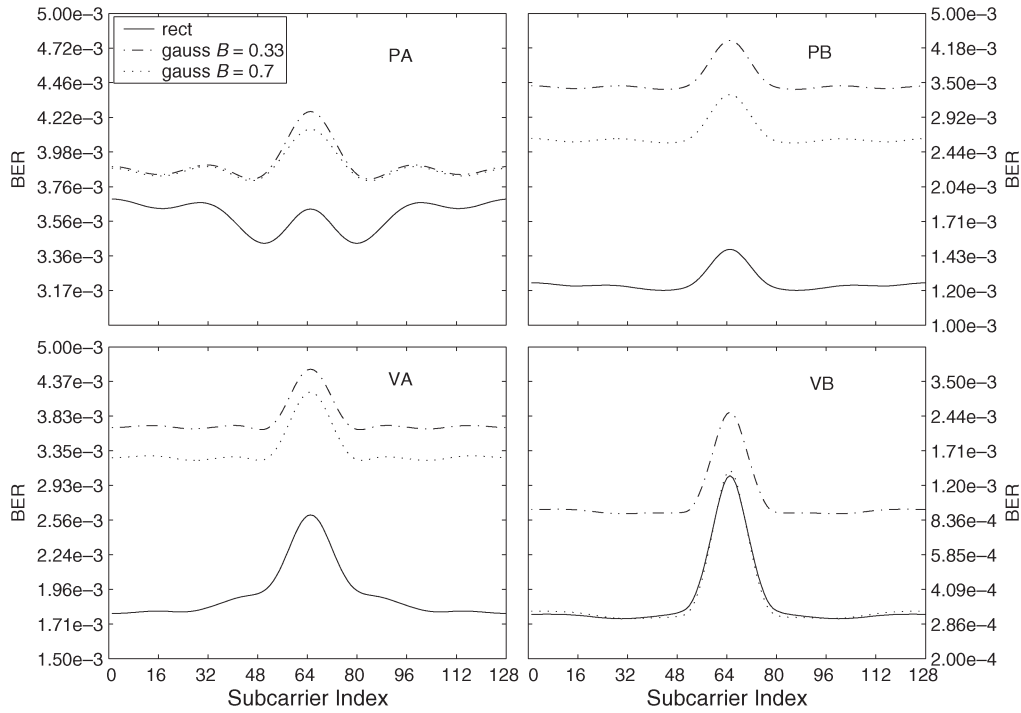 rect
gauss B = 0.33
gauss B = 0.7
PA
BER
5.00e−3
4.72e−3
4.46e−3
4.22e−3
3.98e−3
3.76e−3
3.56e−3
3.36e−3
3.17e−3
PB
BER
5.00e−3
4.18e−3
3.50e−3
2.92e−3
2.44e−3
2.04e−3
1.71e−3
1.43e−3
1.20e−3
1.00e−3
VA
BER
5.00e−3
4.37e−3
3.83e−3
3.35e−3
2.93e−3
2.56e−3
2.24e−3
1.96e−3
1.71e−3
1.50e−3
0 16 32 48 64 80 96 112 128
Subcarrier Index
VB
BER
3.50e−3
2.44e−3
1.71e−3
1.20e−3
8.36e−4
5.85e−4
4.09e−4
2.86e−4
2.00e−4
0 16 32 48 64 80 96 112 128
Subcarrier Index